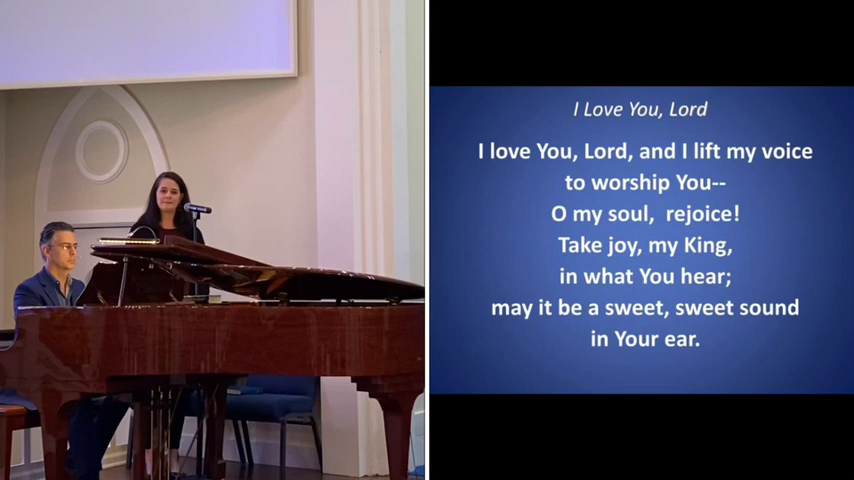 I Love You, Lord
I love You, Lord, and I lift my voice
to worship You--
O my soul,  rejoice!
Take joy, my King,
in what You hear;
may it be a sweet, sweet sound
in Your ear.